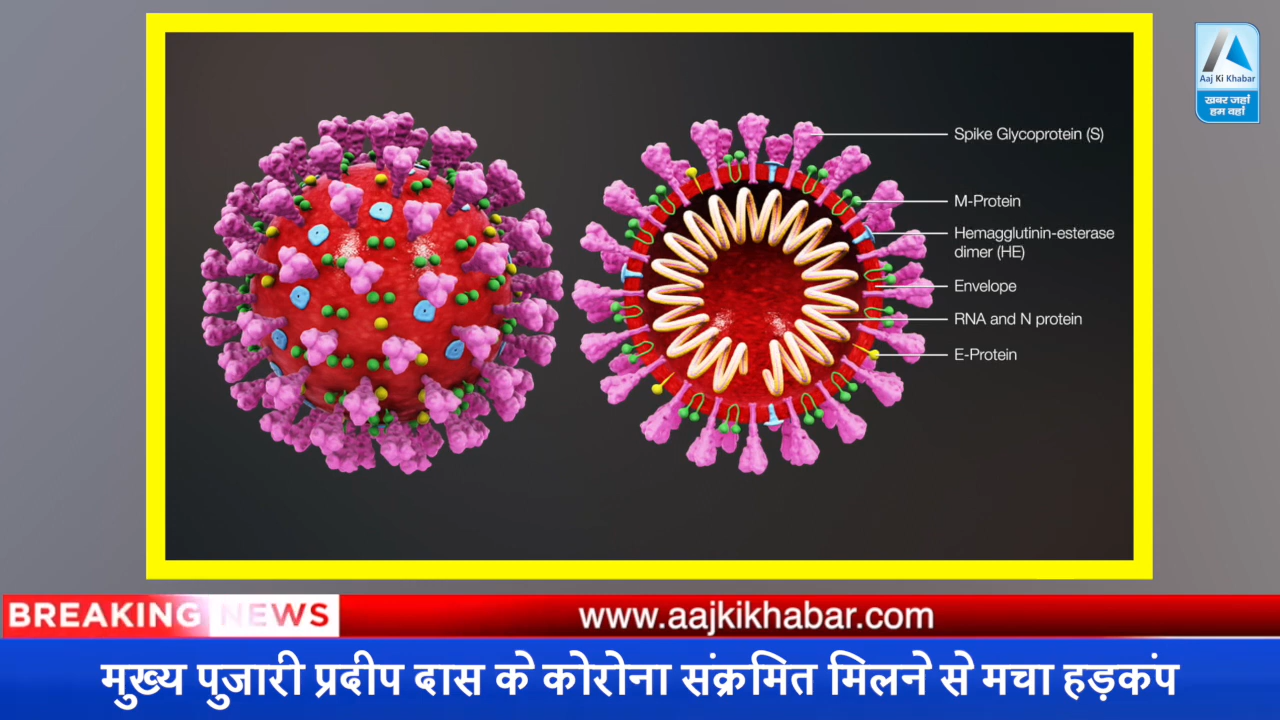 Aaj Ki Khabar
खबर जहां
हम वहां
Spike Glycoprotein (S)
M-Protein
Hemagglutinin-esterase
dimer (HE)
Envelope
RNA and N protein
E-Protein
BREAKING NEWS
www.aajkikhabar.com
मुख्य पुजारी प्रदीप दास के कोरोना संक्रमित मिलने से मचा हड़कंप